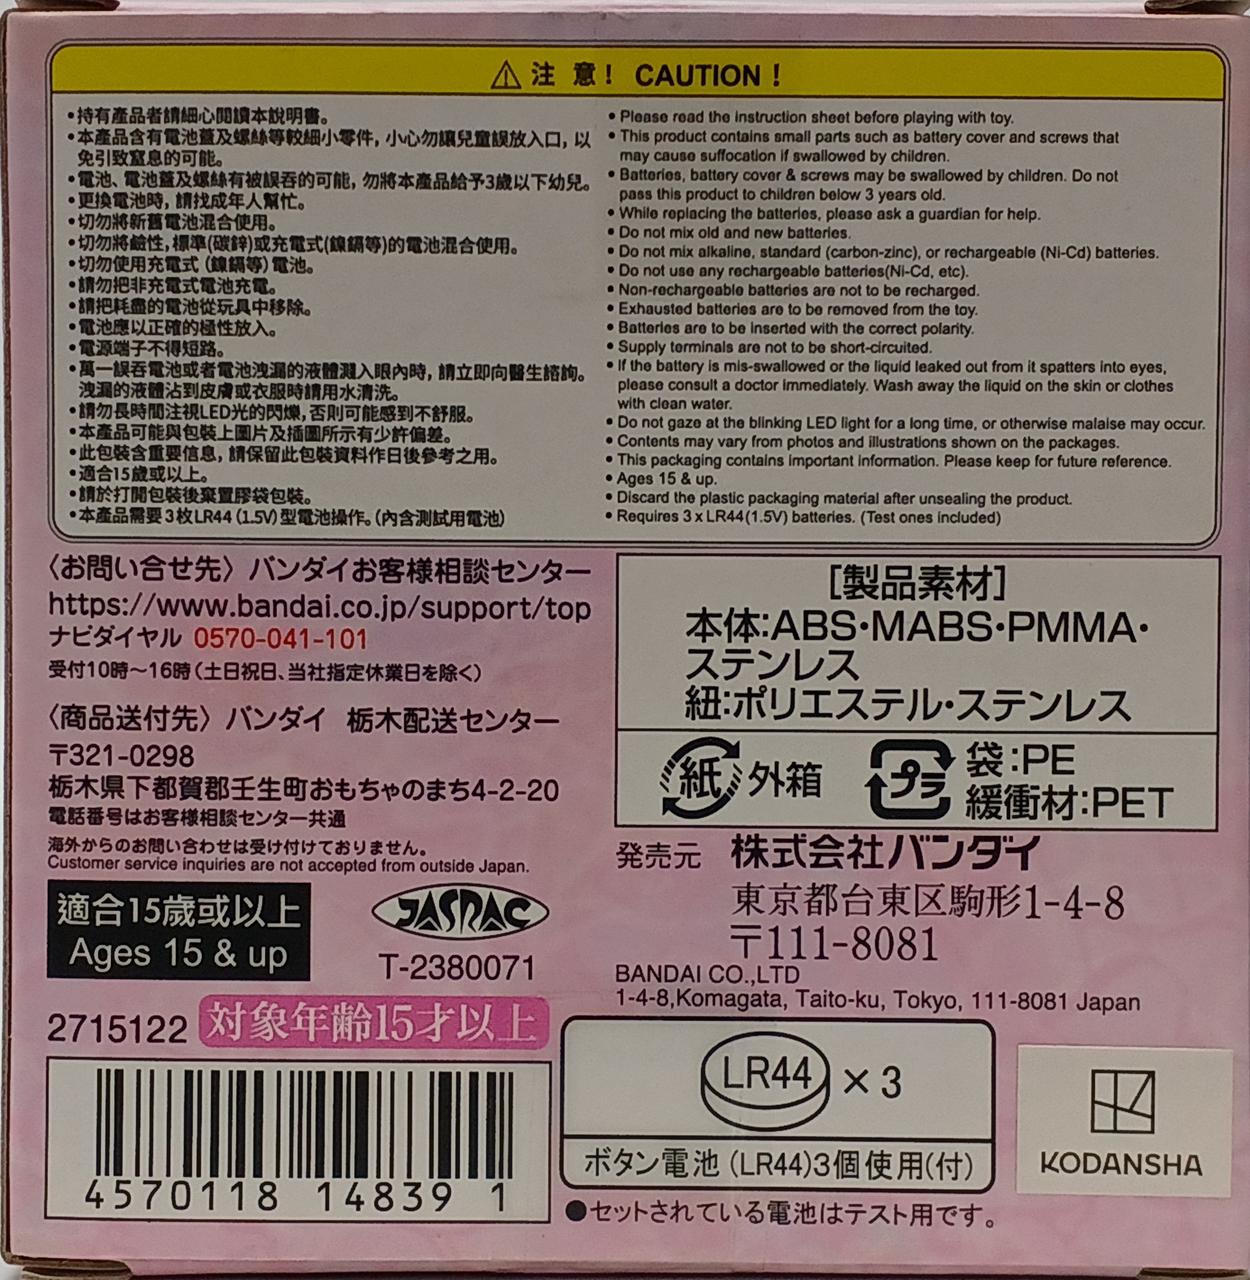 ⚠ 注 意! CAUTION !
•持有產品者請細心閱讀本說明書。
•本產品含有電池蓋及螺絲等較細小零件，小心勿讓兒童誤放入口，以
免引致窒息的可能。
•電池、電池蓋及螺絲有被誤吞的可能，勿將本產品給予3歲以下幼兒。
•更換電池時，請找成年人幫忙。
•切勿將新舊電池混合使用。
•切勿將鹼性，標準(碳鋅)或充電式(鎳鎘等)的電池混合使用。
•切勿使用充電式（鎳鎘等）電池。
•請勿把非充電式電池充電。
•請把耗盡的電池從玩具中移除。
•電池應以正確的極性放入。
•電源端子不得短路。
•萬一誤吞電池或者電池洩漏的液體濺入眼內時，請立即向醫生諮詢。
洩漏的液體沾到皮膚或衣服時請用水清洗。
•請勿長時間注視LED光的閃爍，否則可能感到不舒服。
•本產品可能與包裝上圖片及插圖所示有少許偏差。
•此包裝含重要信息，請保留此包裝資料作日後參考之用。
•適合15歲或以上。
•請於打開包裝後棄置膠袋包裝。
•本產品需要3枚LR44（1.5V）型電池操作。（內含測試用電池）
• Please read the instruction sheet before playing with toy.
• This product contains small parts such as battery cover and screws that
may cause suffocation if swallowed by children.
• Batteries, battery cover & screws may be swallowed by children. Do not
pass this product to children below 3 years old.
• While replacing the batteries, please ask a guardian for help.
• Do not mix old and new batteries.
• Do not mix alkaline, standard (carbon-zinc), or rechargeable (Ni-Cd) batteries.
• Do not use any rechargeable batteries(Ni-Cd, etc).
• Non-rechargeable batteries are not to be recharged.
• Exhausted batteries are to be removed from the toy.
• Batteries are to be inserted with the correct polarity.
• Supply terminals are not to be short-circuited.
• If the battery is mis-swallowed or the liquid leaked out from it spatters into eyes,
please consult a doctor immediately. Wash away the liquid on the skin or clothes
with clean water.
• Do not gaze at the blinking LED light for a long time, or otherwise malaise may occur.
• Contents may vary from photos and illustrations shown on the packages.
• This packaging contains important information. Please keep for future reference.
• Ages 15 & up.
• Discard the plastic packaging material after unsealing the product.
• Requires 3 x LR44(1.5V) batteries. (Test ones included)
〈お問い合せ先〉バンダイお客様相談センター
https://www.bandai.co.jp/support/top
ナビダイヤル 0570-041-101
受付10時～16時（土日祝日、当社指定休業日を除く）
〈商品送付先〉バンダイ 栃木配送センター
〒321-0298
栃木県下都賀郡壬生町おもちゃのまち4-2-20
電話番号はお客様相談センター共通
海外からのお問い合わせは受け付けておりません。
Customer service inquiries are not accepted from outside Japan.
適合15歲或以上
Ages 15 & up
JASRAC
T-2380071
2715122 対象年齢15才以上
4570118 14839 1
[製品素材]
本体:ABS・MABS・PMMA・
ステンレス
紐:ポリエステル・ステンレス
紙 外箱
プラ 袋:PE
緩衝材:PET
発売元 株式会社バンダイ
東京都台東区駒形1-4-8
〒111-8081
BANDAI CO.,LTD
1-4-8,Komagata, Taito-ku, Tokyo, 111-8081 Japan
LR44 × 3
ボタン電池（LR44)3個使用(付)
●セットされている電池はテスト用です。
KODANSHA